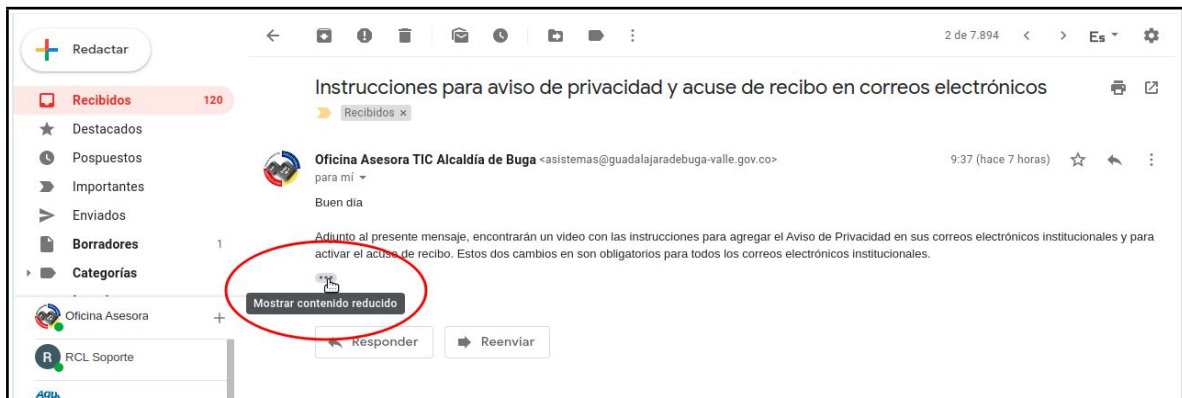 Redactar
2 de 7.894
Es
Instrucciones para aviso de privacidad y acuse de recibo en correos electrónicos
Recibidos 120
Recibidos ×
Destacados
Pospuestos
Oficina Asesora TIC Alcaldía de Buga <asistemas@guadalajaradebuga-valle.gov.co>
9:37 (hace 7 horas)
para mí
Importantes
Buen día
Enviados
Borradores 1
Adjunto al presente mensaje, encontrarán un video con las instrucciones para agregar el Aviso de Privacidad en sus correos electrónicos institucionales y para
activar el acuse de recibo. Estos dos cambios en son obligatorios para todos los correos electrónicos institucionales.
Categorías
Mostrar contenido reducido
Oficina Asesora +
Responder
Reenviar
R
RCL Soporte